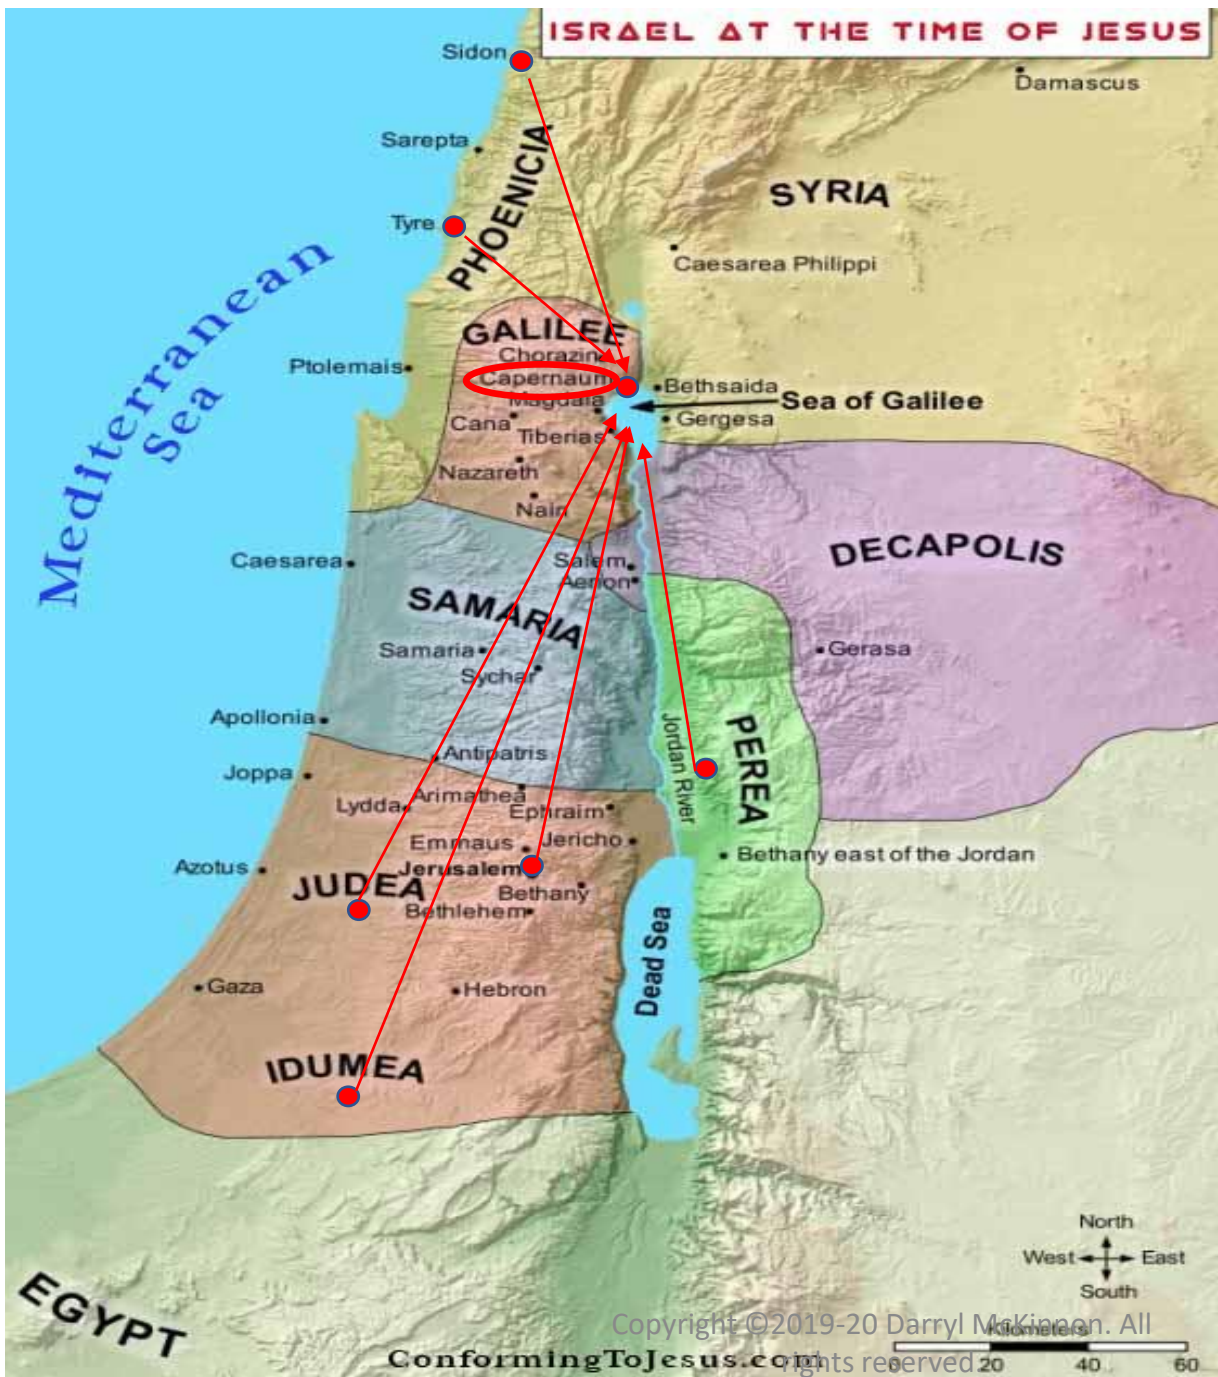 ISRAEL AT THE TIME OF JESUS
Sidon
Damascus
Sarepta
PHOENICIA
SYRIA
Tyre
Caesarea Philippi
Mediterranean
Sea
GALILEE
Chorazin
Ptolemais
Capernaum
Bethsaida
Magdala
Sea of Galilee
Cana
Gergesa
Tiberias
Nazareth
Nain
DECAPOLIS
Caesarea
Salem
Aenon
SAMARIA
Samaria
Gerasa
Sychar
Apollonia
Jordan River
PEREA
Antipatris
Joppa
Arimathea
Lydda
Ephraim
Emmaus
Jericho
Bethany east of the Jordan
Azotus
Jerusalem
JUDEA
Bethany
Bethlehem
Dead Sea
Gaza
Hebron
IDUMEA
North
West
East
South
EGYPT
Copyright ©2019-20 Darryl McKinnon. All
rights reserved.
Kilometers
ConformingToJesus.com
0 20 40 60